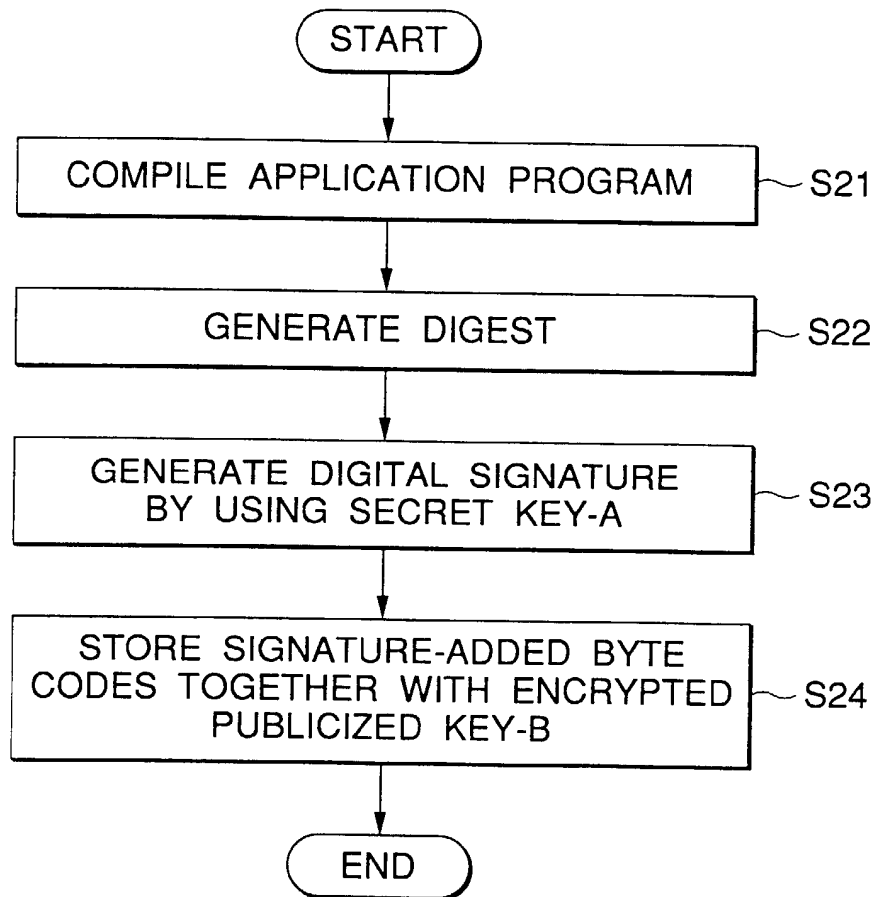 START
COMPILE APPLICATION PROGRAM
S21
GENERATE DIGEST
S22
GENERATE DIGITAL SIGNATURE
BY USING SECRET KEY-A
S23
STORE SIGNATURE-ADDED BYTE
CODES TOGETHER WITH ENCRYPTED
PUBLICIZED KEY-B
S24
END